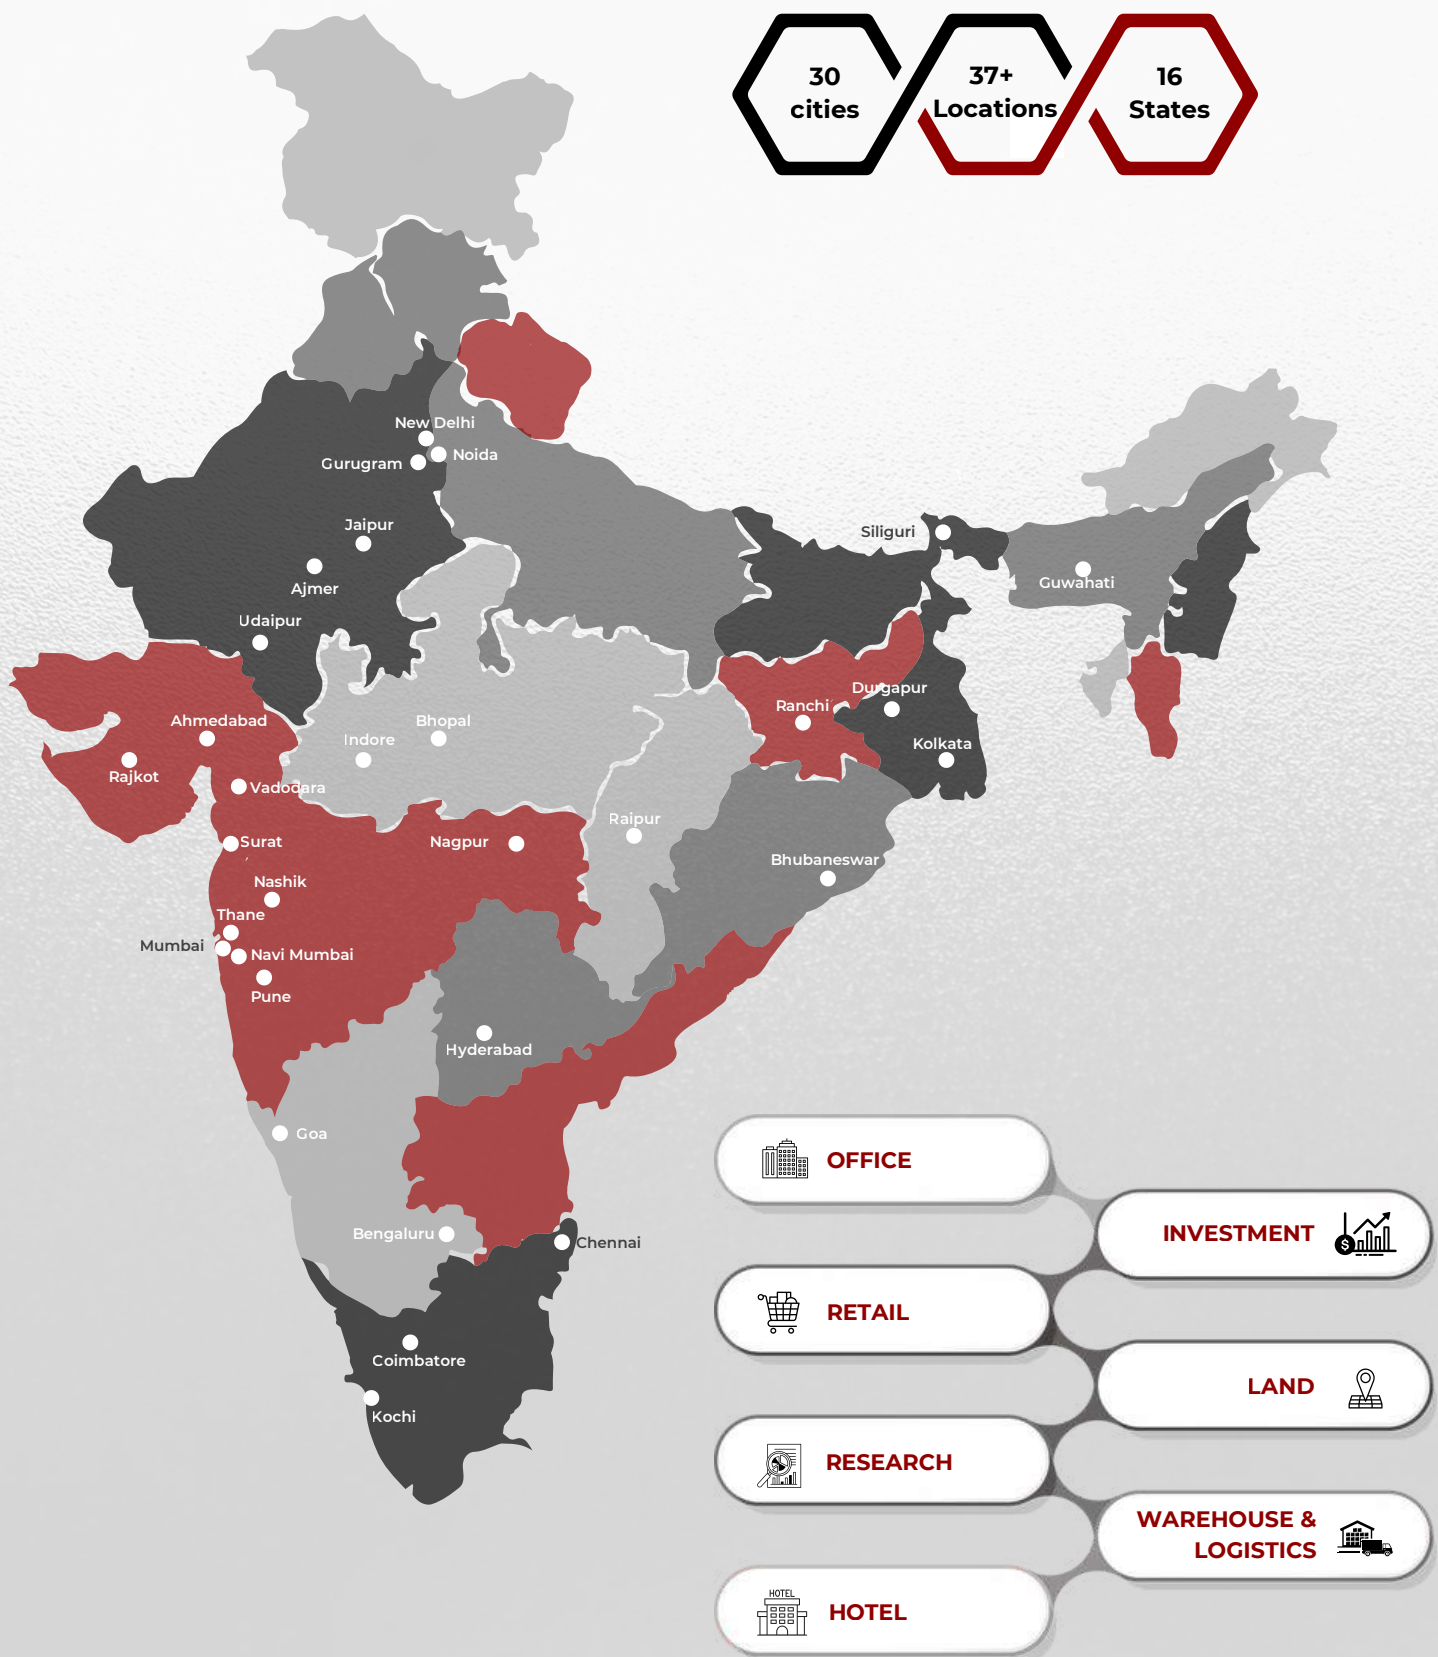 30
cities
37+
Locations
16
States
New Delhi
Noida
Gurugram
Jaipur
Ajmer
Udaipur
Siliguri
Guwahati
Ahmedabad
Rajkot
Vadodara
Surat
Indore
Bhopal
Ranchi
Durgapur
Kolkata
Nagpur
Raipur
Bhubaneswar
Nashik
Thane
Mumbai
Navi Mumbai
Pune
Hyderabad
Goa
Bengaluru
Chennai
Coimbatore
Kochi
OFFICE
INVESTMENT
$
RETAIL
LAND
RESEARCH
WAREHOUSE &
LOGISTICS
HOTEL
HOTEL